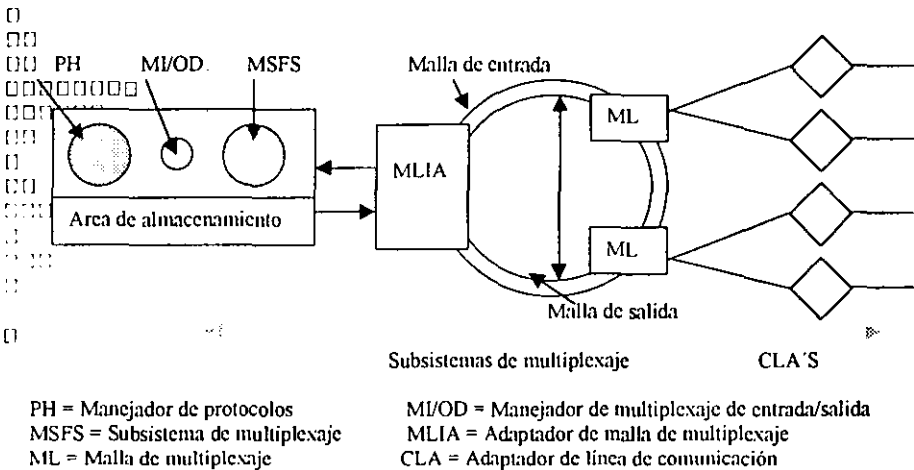 PH MI/OD. MSFS
Malla de entrada
ML
MLIA
Area de almacenamiento
ML
Malla de salida
Subsistemas de multiplexaje CLA'S
PH = Manejador de protocolos MI/OD = Manejador de multiplexaje de entrada/salida
MSFS = Subsistema de multiplexaje MLIA = Adaptador de malla de multiplexaje
ML = Malla de multiplexaje CLA = Adaptador de línea de comunicación